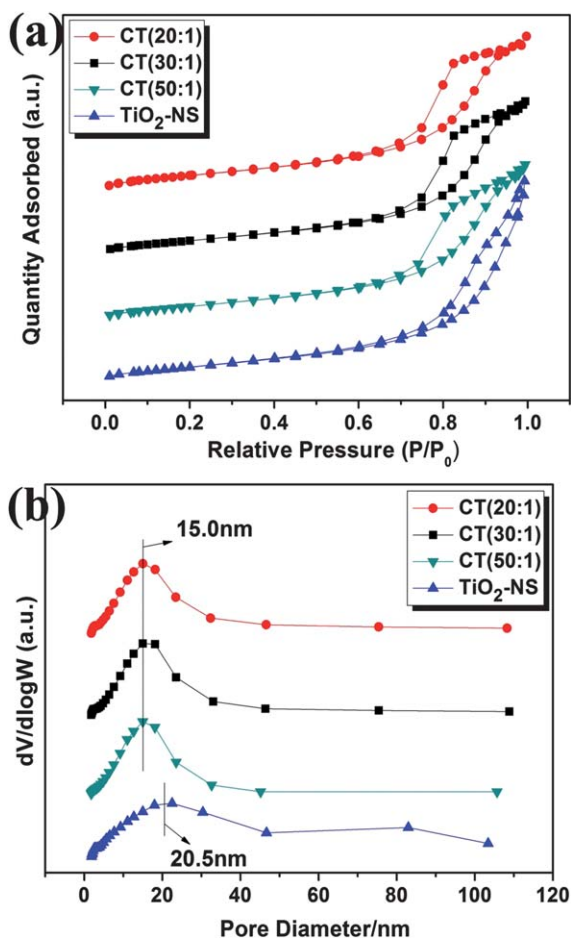 (a)
CT(20:1)
CT(30:1)
CT(50:1)
TiO2-NS
Quantity Adsorbed (a.u.)
0.0 0.2 0.4 0.6 0.8 1.0
Relative Pressure (P/P0)
(b)
15.0nm
CT(20:1)
CT(30:1)
CT(50:1)
TiO2-NS
dV/dlogW (a.u.)
20.5nm
0 20 40 60 80 100 120
Pore Diameter/nm